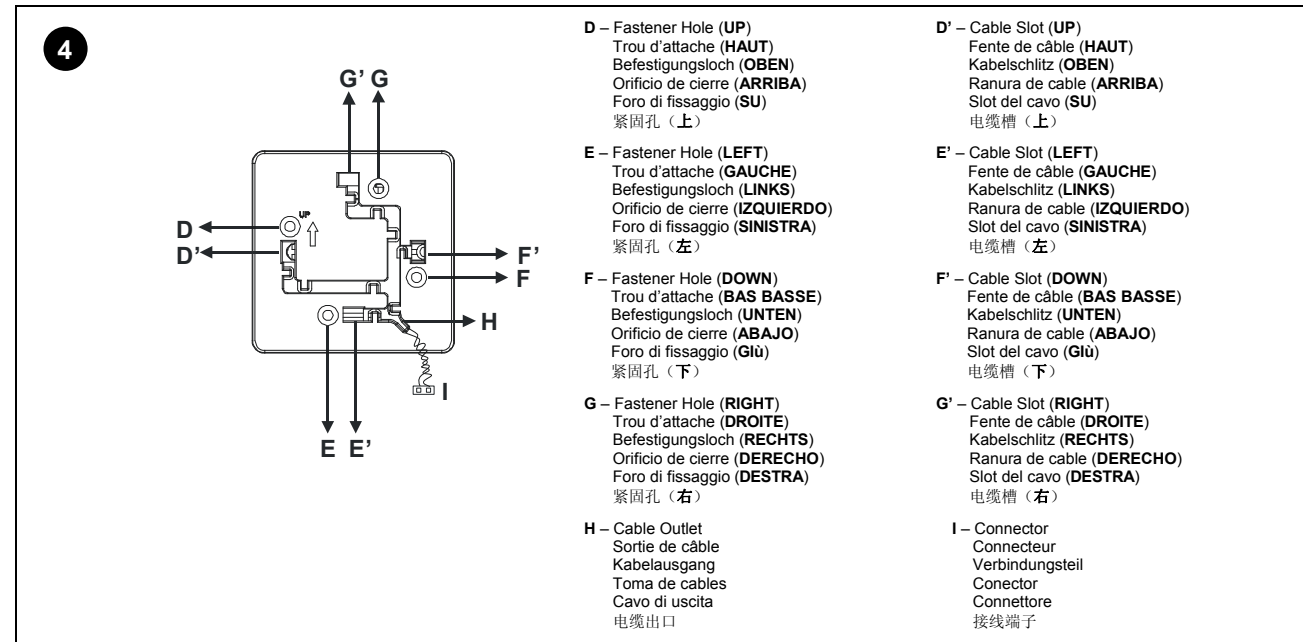 4
G’ G
UP
D
D’
F’
F
H
I
E E’
D – Fastener Hole (UP)
Trou d’attache (HAUT)
Befestigungsloch (OBEN)
Orificio de cierre (ARRIBA)
Foro di fissaggio (SU)
紧固孔（上）
E – Fastener Hole (LEFT)
Trou d’attache (GAUCHE)
Befestigungsloch (LINKS)
Orificio de cierre (IZQUIERDO)
Foro di fissaggio (SINISTRA)
紧固孔（左）
F – Fastener Hole (DOWN)
Trou d’attache (BAS BASSE)
Befestigungsloch (UNTEN)
Orificio de cierre (ABAJO)
Foro di fissaggio (GIù)
紧固孔（下）
G – Fastener Hole (RIGHT)
Trou d’attache (DROITE)
Befestigungsloch (RECHTS)
Orificio de cierre (DERECHO)
Foro di fissaggio (DESTRA)
紧固孔（右）
H – Cable Outlet
Sortie de câble
Kabelausgang
Toma de cables
Cavo di uscita
电缆出口
D’ – Cable Slot (UP)
Fente de câble (HAUT)
Kabelschlitz (OBEN)
Ranura de cable (ARRIBA)
Slot del cavo (SU)
电缆槽（上）
E’ – Cable Slot (LEFT)
Fente de câble (GAUCHE)
Kabelschlitz (LINKS)
Ranura de cable (IZQUIERDO)
Slot del cavo (SINISTRA)
电缆槽（左）
F’ – Cable Slot (DOWN)
Fente de câble (BAS BASSE)
Kabelschlitz (UNTEN)
Ranura de cable (ABAJO)
Slot del cavo (GIù)
电缆槽（下）
G’ – Cable Slot (RIGHT)
Fente de câble (DROITE)
Kabelschlitz (RECHTS)
Ranura de cable (DERECHO)
Slot del cavo (DESTRA)
电缆槽（右）
I – Connector
Connecteur
Verbindungsteil
Conector
Connettore
接线端子